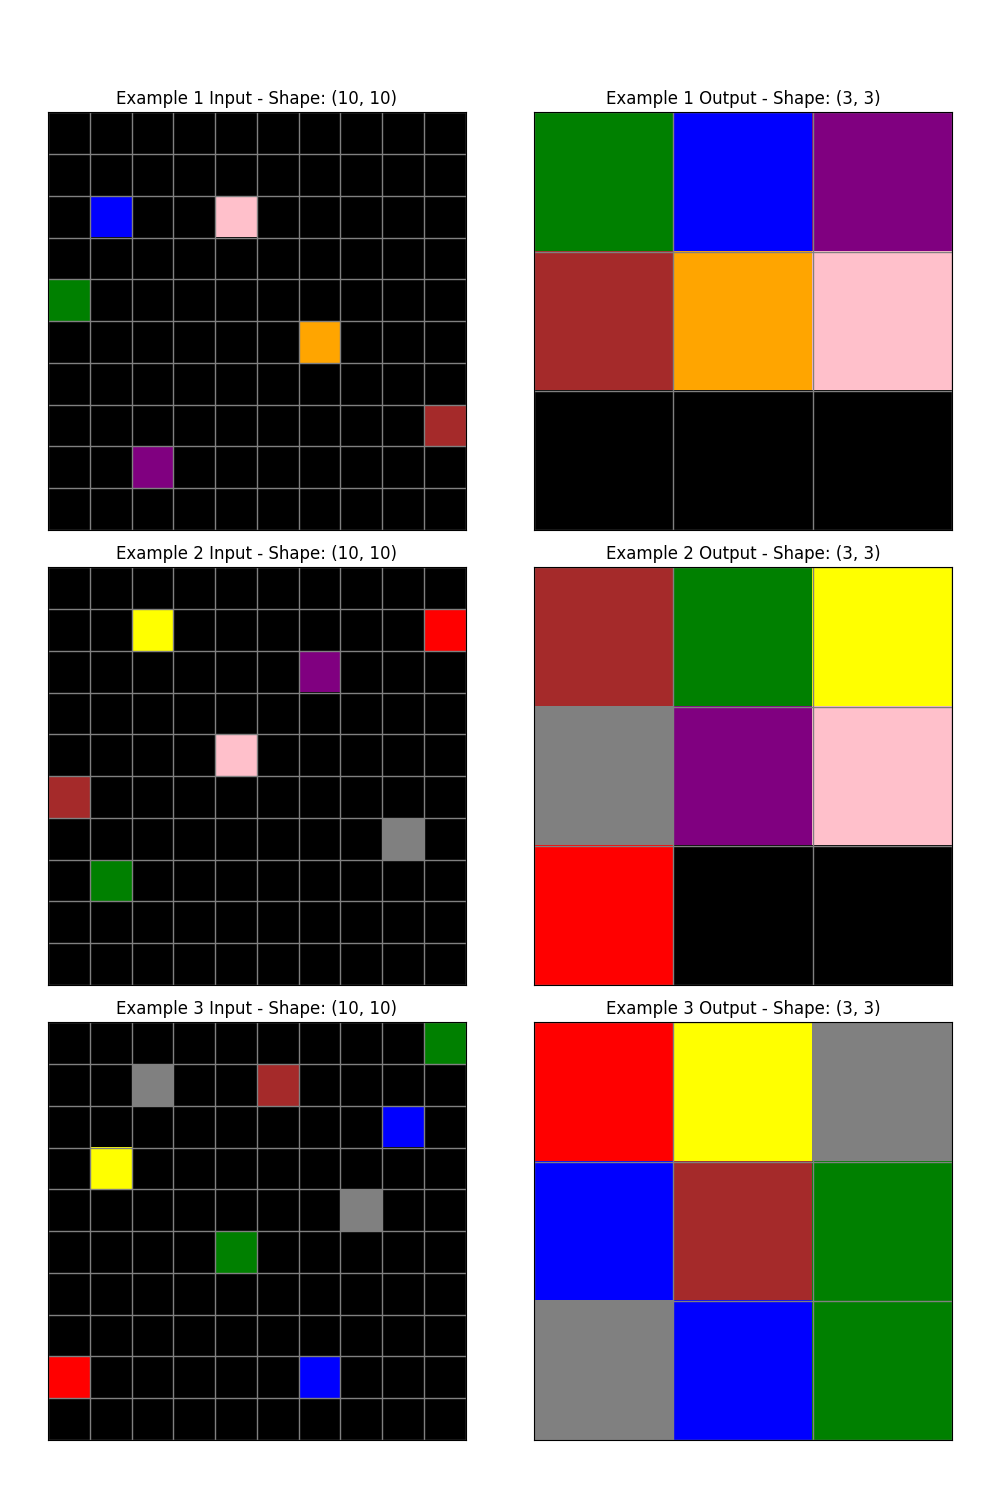 Example 1 Input - Shape: (10, 10)
Example 1 Output - Shape: (3, 3)
Example 2 Input - Shape: (10, 10)
Example 2 Output - Shape: (3, 3)
Example 3 Input - Shape: (10, 10)
Example 3 Output - Shape: (3, 3)